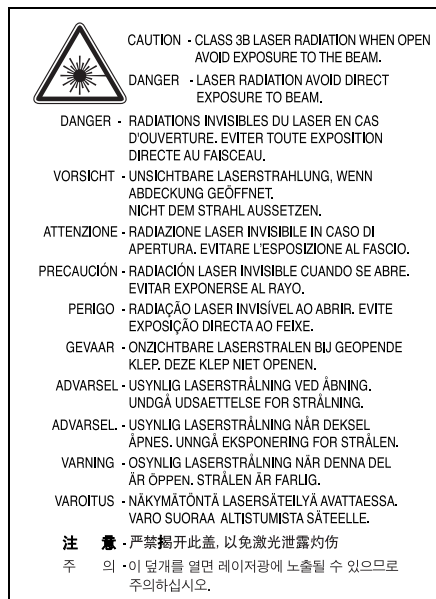 CAUTION - CLASS 3B LASER RADIATION WHEN OPEN
AVOID EXPOSURE TO THE BEAM.
DANGER - LASER RADIATION AVOID DIRECT
EXPOSURE TO BEAM.
DANGER - RADIATIONS INVISIBLES DU LASER EN CAS
D'OUVERTURE. EVITER TOUTE EXPOSITION
DIRECTE AU FAISCEAU.
VORSICHT - UNSICHTBARE LASERSTRAHLUNG, WENN
ABDECKUNG GEÖFFNET.
NICHT DEM STRAHL AUSSETZEN.
ATTENZIONE - RADIAZIONE LASER INVISIBILE IN CASO DI
APERTURA. EVITARE L'ESPOSIZIONE AL FASCIO.
PRECAUCIÓN - RADIACIÓN LASER INVISIBLE CUANDO SE ABRE.
EVITAR EXPONERSE AL RAYO.
PERIGO - RADIAÇÃO LASER INVISÍVEL AO ABRIR. EVITE
EXPOSIÇÃO DIRECTA AO FEIXE.
GEVAAR - ONZICHTBARE LASERSTRALEN BIJ GEOPENDE
KLEP. DEZE KLEP NIET OPENEN.
ADVARSEL - USYNLIG LASERSTRÅLNING VED ÅBNING.
UNDGÅ UDSAETTELSE FOR STRÅLNING.
ADVARSEL. - USYNLIG LASERSTRÅLNING NÅR DEKSEL
ÅPNES. UNNGÅ EKSPONERING FOR STRÅLEN.
VARNING - OSYNLIG LASERSTRÅLNING NÄR DENNA DEL
ÄR ÖPPEN. STRÅLEN ÄR FARLIG.
VAROITUS - NÄKYMÄTÖNTÄ LASERSÄTEILYÄ AVATTAESSA.
VARO SUORAA ALTISTUMISTA SÄTEELLE.
注 意 - 严禁揭开此盖, 以免激光泄露灼伤
주 의 - 이 덮개를 열면 레이저광에 노출될 수 있으므로
주의하십시오.